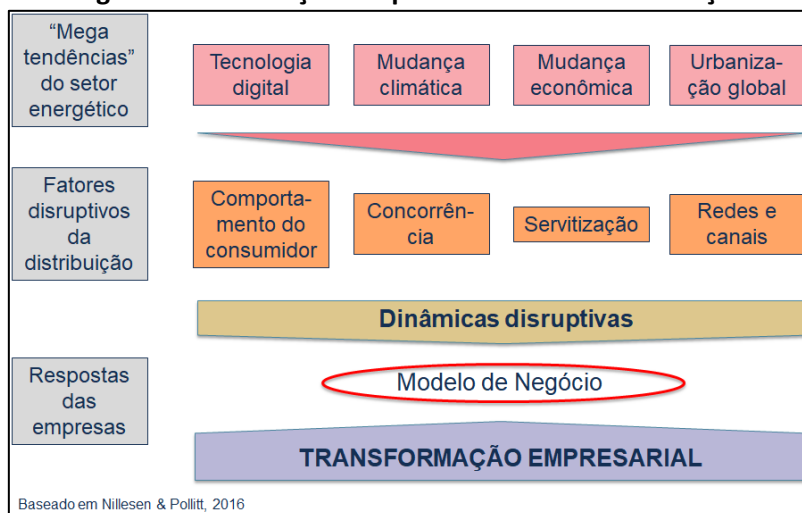 “Mega
tendências”
do setor
energético
Tecnologia
digital
Mudança
climática
Mudança
econômica
Urbaniza-
ção global
Fatores
disruptivos
da
distribuição
Comporta-
mento do
consumidor
Concorrên-
cia
Servitização
Redes e
canais
Dinâmicas disruptivas
Respostas
das
empresas
Modelo de Negócio
TRANSFORMAÇÃO EMPRESARIAL
Baseado em Nillesen & Pollitt, 2016